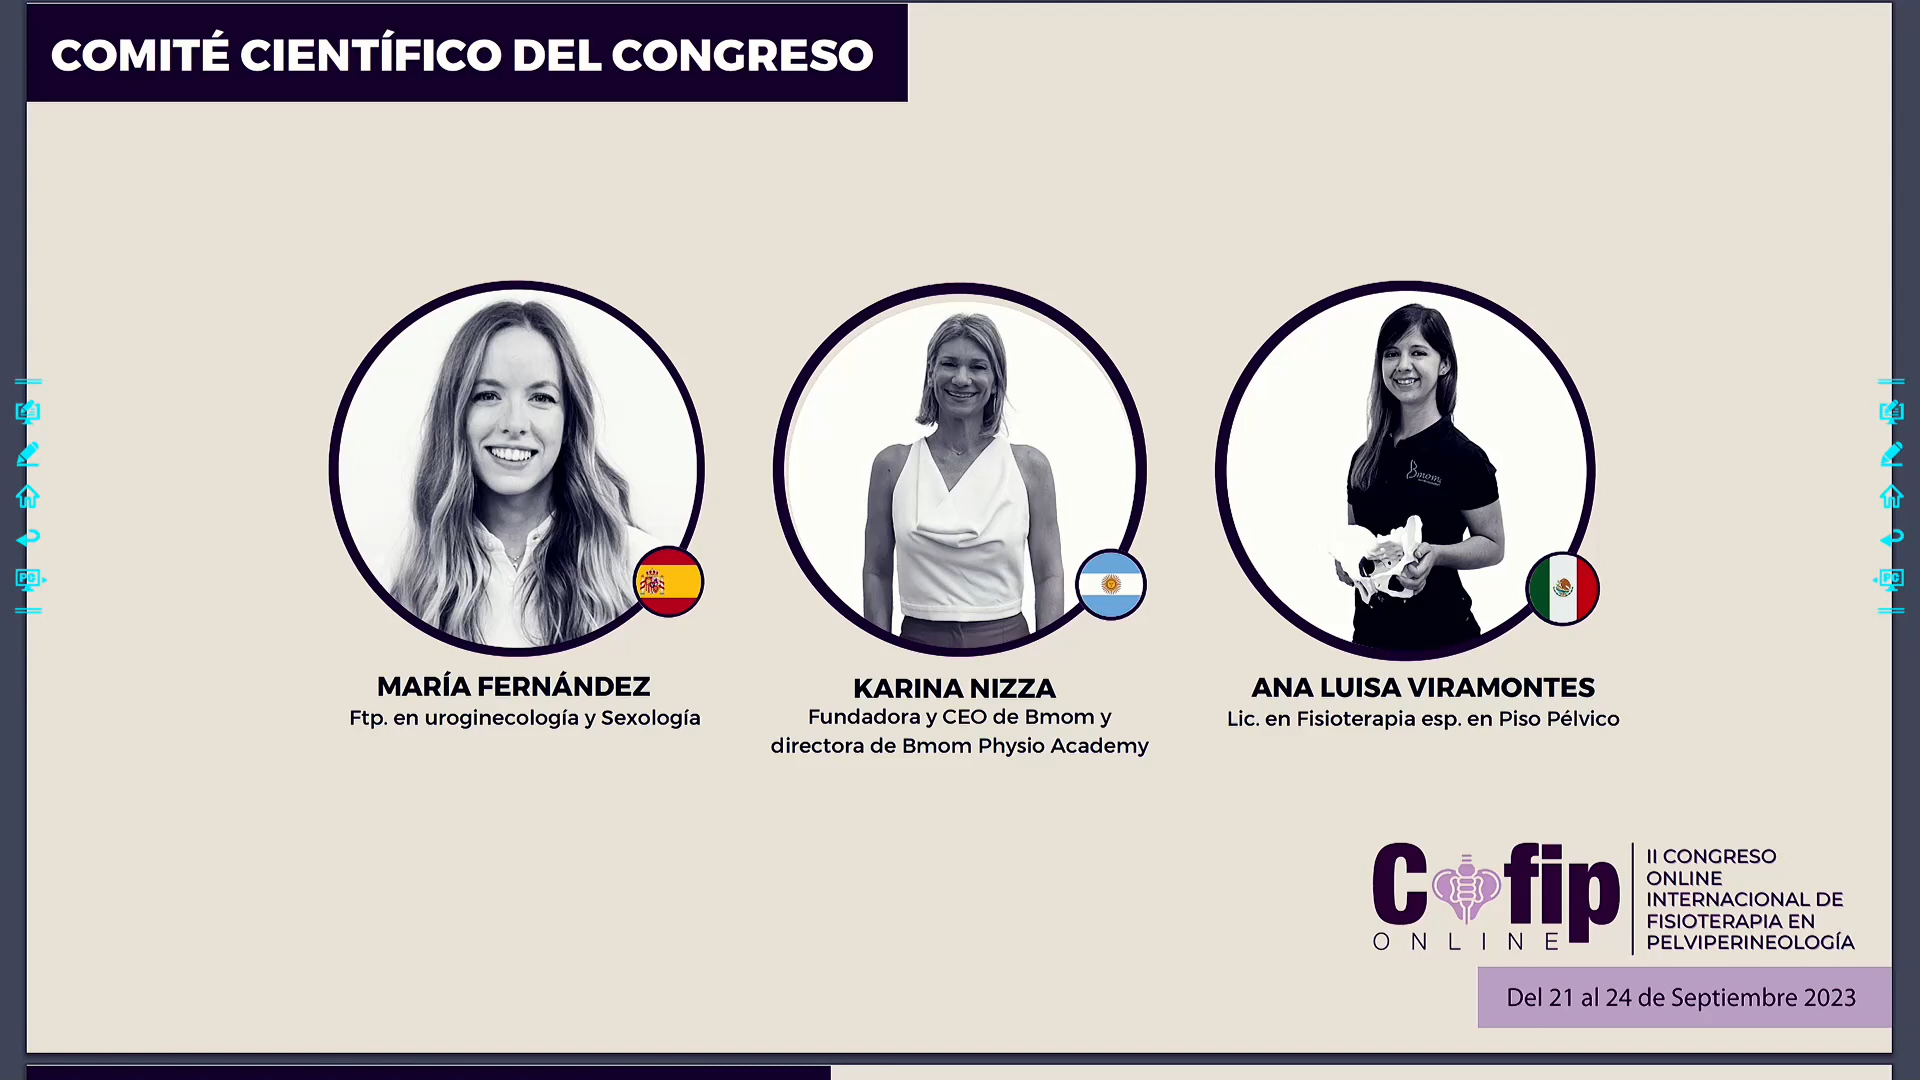 COMITÉ CIENTÍFICO DEL CONGRESO
MARÍA FERNÁNDEZ
Ftp. en uroginecología y Sexología
KARINA NIZZA
Fundadora y CEO de Bmom y
directora de Bmom Physio Academy
Bmom
ANA LUISA VIRAMONTES
Lic. en Fisioterapia esp. en Piso Pélvico
Cofip
ONLINE
II CONGRESO
ONLINE
INTERNACIONAL DE
FISIOTERAPIA EN
PELVIPERINEOLOGÍA
Del 21 al 24 de Septiembre 2023